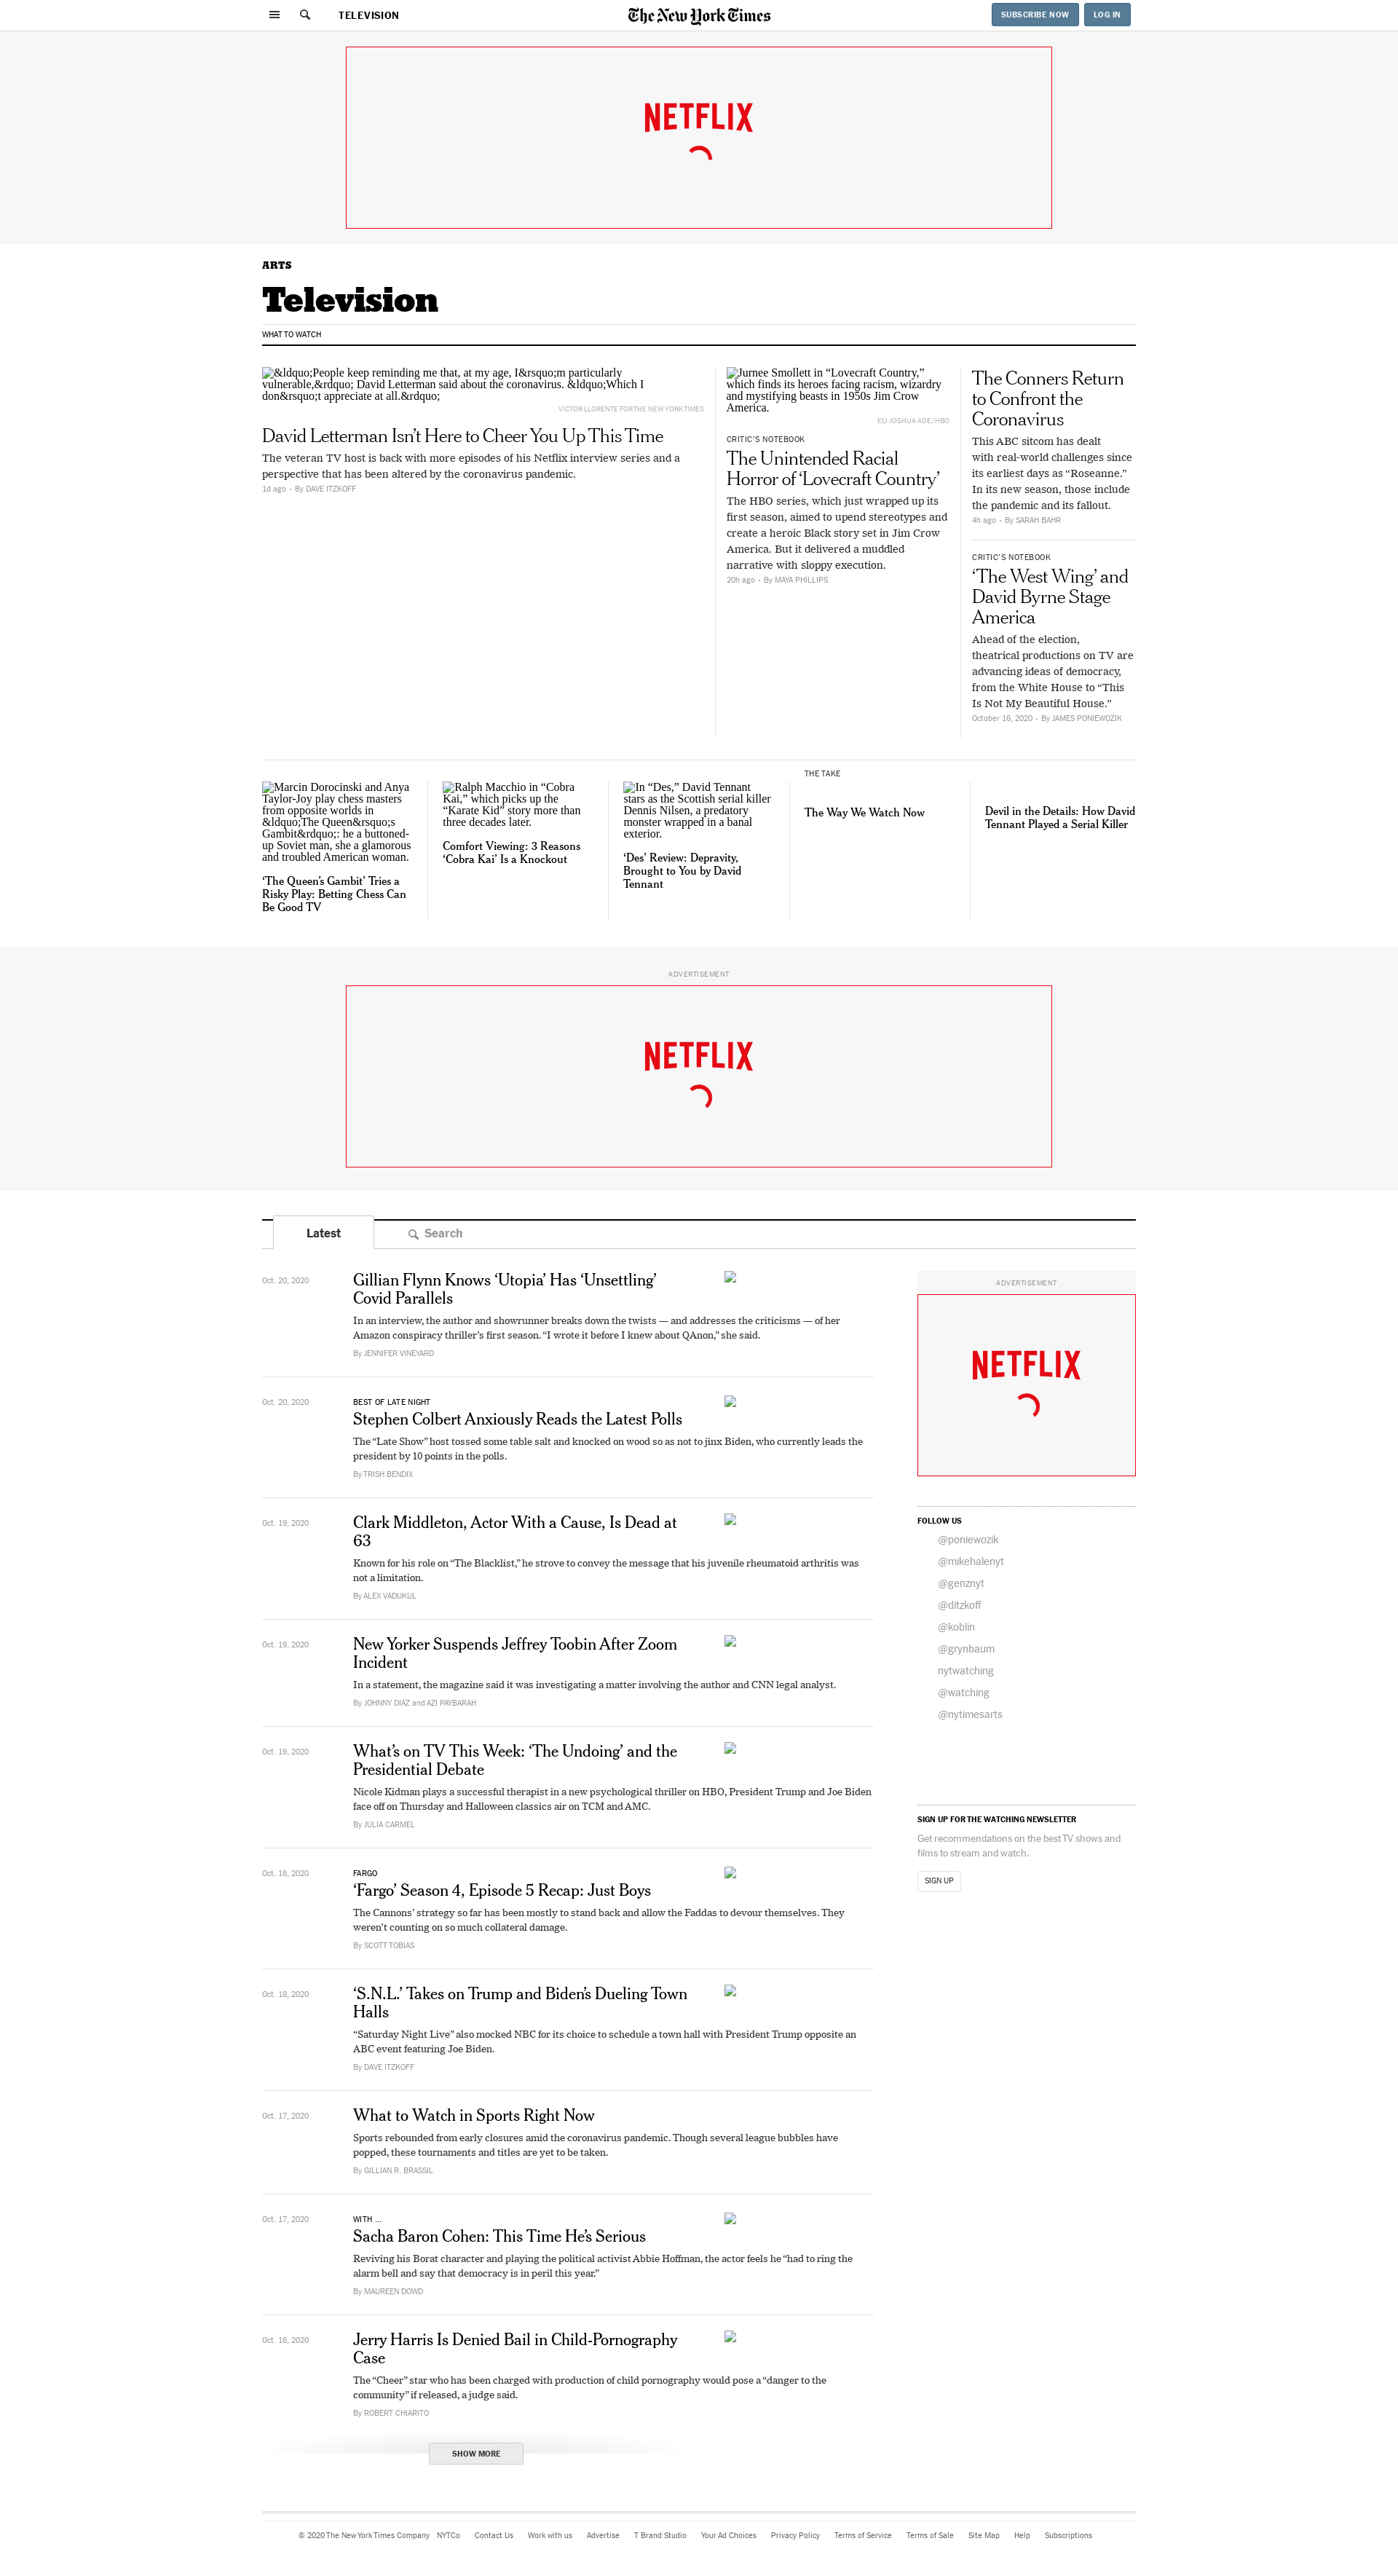 TELEVISION
The New York Times
SUBSCRIBE NOW
LOG IN
NETFLIX
ARTS
Television
WHAT TO WATCH
&ldquo;People keep reminding me that, at my age, I&rsquo;m particularly
vulnerable,&rdquo; David Letterman said about the coronavirus. &ldquo;Which I
don&rsquo;t appreciate at all.&rdquo;
VICTOR LLORENTE FOR THE NEW YORK TIMES
David Letterman Isn’t Here to Cheer You Up This Time
The veteran TV host is back with more episodes of his Netflix interview series and a
perspective that has been altered by the coronavirus pandemic.
1d ago • By DAVE ITZKOFF
Jurnee Smollett in “Lovecraft Country,”
which finds its heroes facing racism, wizardry
and mystifying beasts in 1950s Jim Crow
America.
ELI JOSHUA ADE/HBO
CRITIC’S NOTEBOOK
The Unintended Racial
Horror of ‘Lovecraft Country’
The HBO series, which just wrapped up its
first season, aimed to upend stereotypes and
create a heroic Black story set in Jim Crow
America. But it delivered a muddled
narrative with sloppy execution.
20h ago • By MAYA PHILLIPS
The Conners Return
to Confront the
Coronavirus
This ABC sitcom has dealt
with real-world challenges since
its earliest days as “Roseanne.”
In its new season, those include
the pandemic and its fallout.
4h ago • By SARAH BAHR
CRITIC’S NOTEBOOK
‘The West Wing’ and
David Byrne Stage
America
Ahead of the election,
theatrical productions on TV are
advancing ideas of democracy,
from the White House to “This
Is Not My Beautiful House.”
October 16, 2020 • By JAMES PONIEWOZIK
Marcin Dorocinski and Anya
Taylor-Joy play chess masters
from opposite worlds in
&ldquo;The Queen&rsquo;s
Gambit&rdquo;: he a buttoned-
up Soviet man, she a glamorous
and troubled American woman.
‘The Queen’s Gambit’ Tries a
Risky Play: Betting Chess Can
Be Good TV
Ralph Macchio in “Cobra
Kai,” which picks up the
“Karate Kid” story more than
three decades later.
Comfort Viewing: 3 Reasons
‘Cobra Kai’ Is a Knockout
In “Des,” David Tennant
stars as the Scottish serial killer
Dennis Nilsen, a predatory
monster wrapped in a banal
exterior.
‘Des’ Review: Depravity,
Brought to You by David
Tennant
THE TAKE
The Way We Watch Now
Devil in the Details: How David
Tennant Played a Serial Killer
ADVERTISEMENT
NETFLIX
Latest
Search
Oct. 20, 2020
Gillian Flynn Knows ‘Utopia’ Has ‘Unsettling’
Covid Parallels
In an interview, the author and showrunner breaks down the twists — and addresses the criticisms — of her
Amazon conspiracy thriller’s first season. “I wrote it before I knew about QAnon,” she said.
By JENNIFER VINEYARD
Oct. 20, 2020
BEST OF LATE NIGHT
Stephen Colbert Anxiously Reads the Latest Polls
The “Late Show” host tossed some table salt and knocked on wood so as not to jinx Biden, who currently leads the
president by 10 points in the polls.
By TRISH BENDIX
Oct. 19, 2020
Clark Middleton, Actor With a Cause, Is Dead at
63
Known for his role on “The Blacklist,” he strove to convey the message that his juvenile rheumatoid arthritis was
not a limitation.
By ALEX VADUKUL
Oct. 19, 2020
New Yorker Suspends Jeffrey Toobin After Zoom
Incident
In a statement, the magazine said it was investigating a matter involving the author and CNN legal analyst.
By JOHNNY DIAZ and AZI PAYBARAH
Oct. 19, 2020
What’s on TV This Week: ‘The Undoing’ and the
Presidential Debate
Nicole Kidman plays a successful therapist in a new psychological thriller on HBO, President Trump and Joe Biden
face off on Thursday and Halloween classics air on TCM and AMC.
By JULIA CARMEL
Oct. 18, 2020
FARGO
‘Fargo’ Season 4, Episode 5 Recap: Just Boys
The Cannons’ strategy so far has been mostly to stand back and allow the Faddas to devour themselves. They
weren’t counting on so much collateral damage.
By SCOTT TOBIAS
Oct. 18, 2020
‘S.N.L.’ Takes on Trump and Biden’s Dueling Town
Halls
“Saturday Night Live” also mocked NBC for its choice to schedule a town hall with President Trump opposite an
ABC event featuring Joe Biden.
By DAVE ITZKOFF
Oct. 17, 2020
What to Watch in Sports Right Now
Sports rebounded from early closures amid the coronavirus pandemic. Though several league bubbles have
popped, these tournaments and titles are yet to be taken.
By GILLIAN R. BRASSIL
Oct. 17, 2020
WITH ...
Sacha Baron Cohen: This Time He’s Serious
Reviving his Borat character and playing the political activist Abbie Hoffman, the actor feels he “had to ring the
alarm bell and say that democracy is in peril this year.”
By MAUREEN DOWD
Oct. 16, 2020
Jerry Harris Is Denied Bail in Child-Pornography
Case
The “Cheer” star who has been charged with production of child pornography would pose a “danger to the
community” if released, a judge said.
By ROBERT CHIARITO
SHOW MORE
ADVERTISEMENT
NETFLIX
FOLLOW US
@poniewozik
@mikehalenyt
@genznyt
@ditzkoff
@koblin
@grynbaum
nytwatching
@watching
@nytimesarts
SIGN UP FOR THE WATCHING NEWSLETTER
Get recommendations on the best TV shows and
films to stream and watch.
SIGN UP
© 2020 The New York Times Company NYTCo Contact Us Work with us Advertise T Brand Studio Your Ad Choices Privacy Policy Terms of Service Terms of Sale Site Map Help Subscriptions